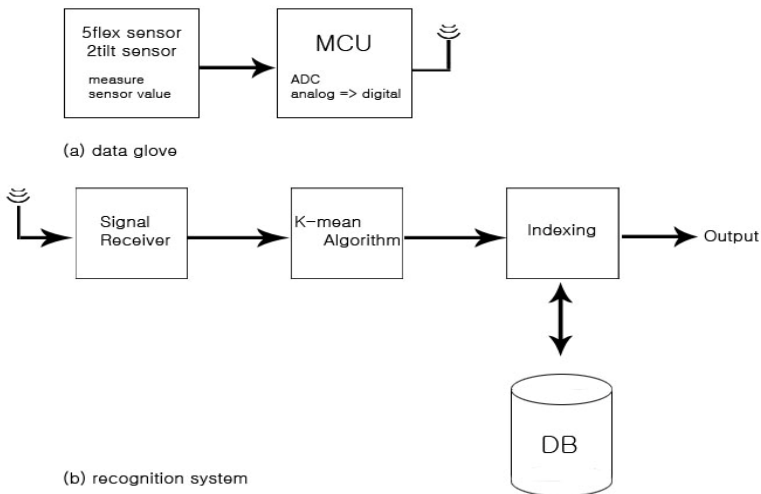 5flex sensor
2tilt sensor
measure
sensor value
MCU
ADC
analog => digital
(a) data glove
Signal
Receiver
K-mean
Algorithm
Indexing
Output
DB
(b) recognition system